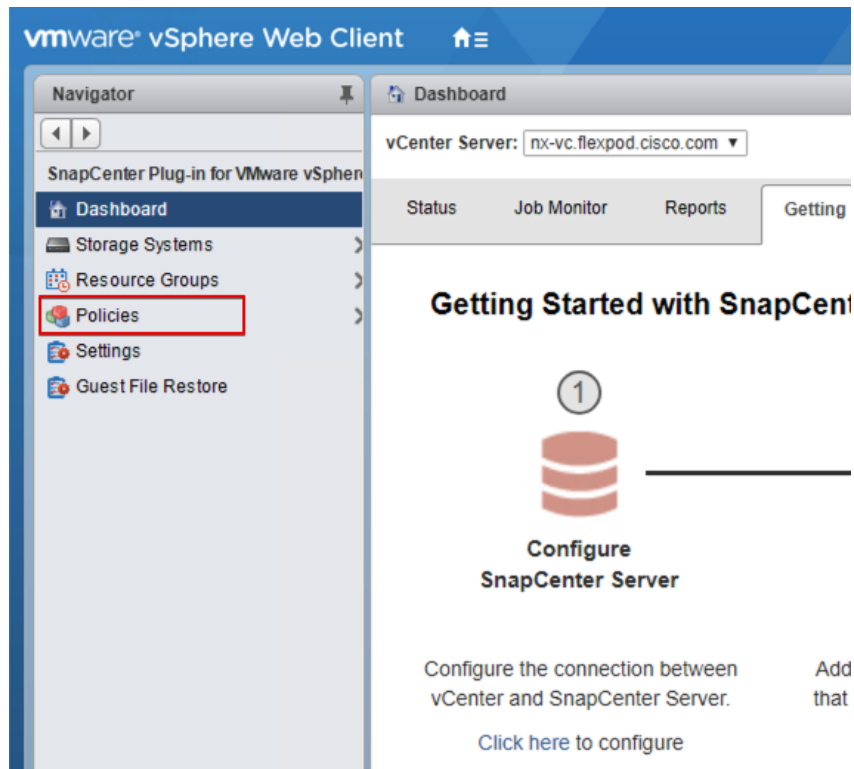 vmware® vSphere Web Client
Navigator
SnapCenter Plug-in for VMware vSphere
Dashboard
Storage Systems
Resource Groups
Policies
Settings
Guest File Restore
Dashboard
vCenter Server: nx-vc.flexpod.cisco.com
Status Job Monitor Reports Getting
Getting Started with SnapCent
1
Configure
SnapCenter Server
Configure the connection between
vCenter and SnapCenter Server.
Click here to configure
Add
that